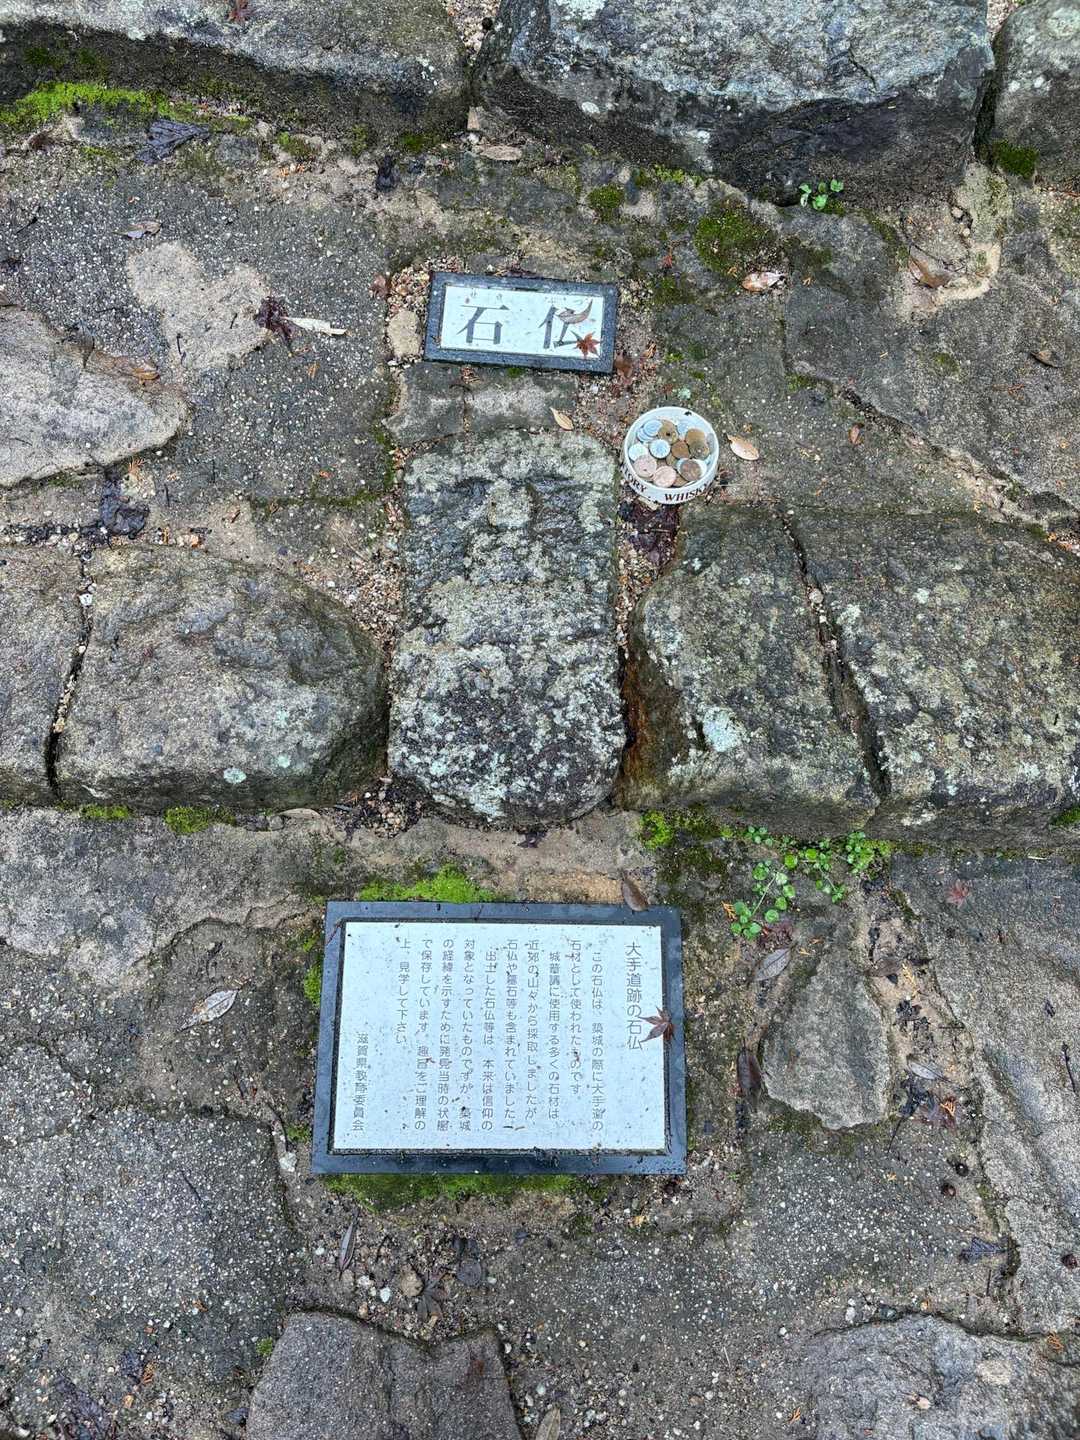 石仏
ORY WHISK
大手道跡の石仏
この石仏は、築城の際に大手道の
石材として使われたものです。
城普請に使用する多くの石材は、
近郊の山々から採取しましたが、
石仏や墓石等も含まれていました。
出土した石仏等は、本来は信仰の
対象となっていたものですが、築城
の経緯を示すために発見当時の状態
で保存しています。趣旨をご理解の
上、見学して下さい。
滋賀県教育委員会